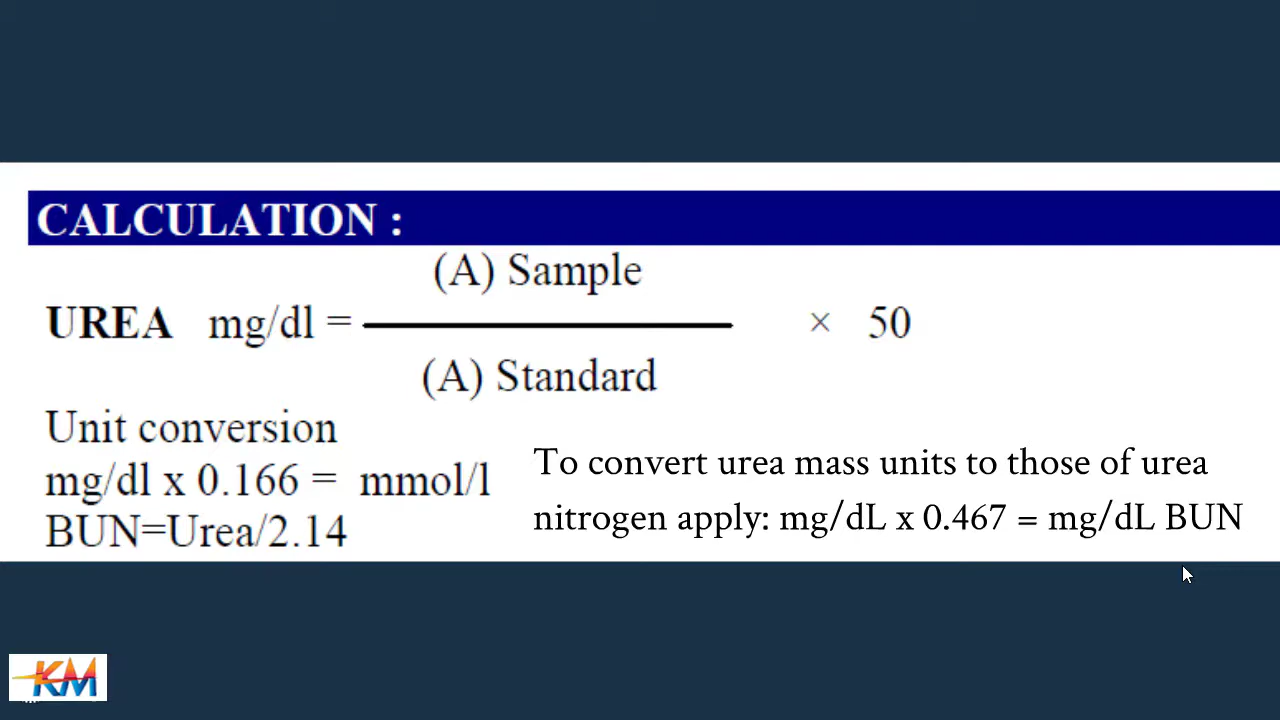 CALCULATION :
(A) Sample
UREA mg/dl = × 50
(A) Standard
Unit conversion
mg/dl x 0.166 = mmol/l
BUN=Urea/2.14
To convert urea mass units to those of urea
nitrogen apply: mg/dL x 0.467 = mg/dL BUN
KM